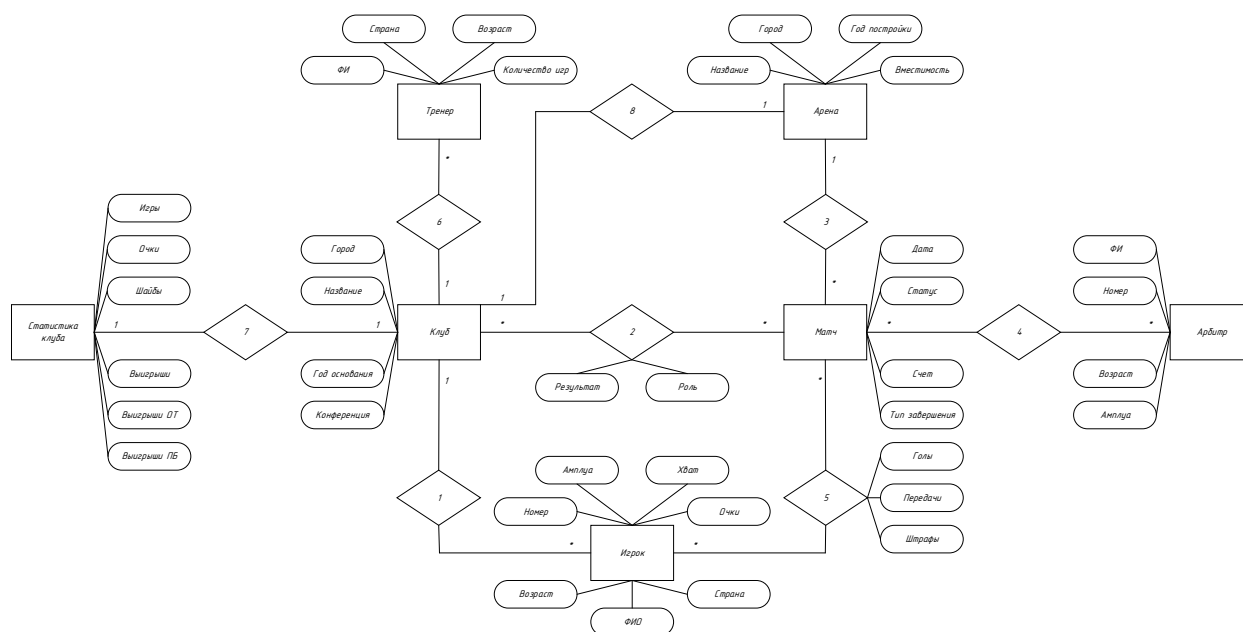 Страна
Возраст
ФИ
Количество игр
Тренер
Город
Год постройки
Название
Вместимость
Арена
8
1
*
1
6
3
Игры
Очки
Шайбы
Статистика клуба
Выигрыши
Выигрыши ОТ
Выигрыши ПБ
1
7
1
Город
Название
Год основания
Конференция
1
1
Клуб
*
1
2
Результат
Роль
*
*
Матч
*
*
Дата
Статус
Счет
Тип завершения
4
*
ФИ
Номер
Возраст
Амплуа
Арбитр
1
5
Голы
Передачи
Штрафы
Амплуа
Хват
Номер
Очки
*
Игрок
*
Возраст
Страна
ФИО